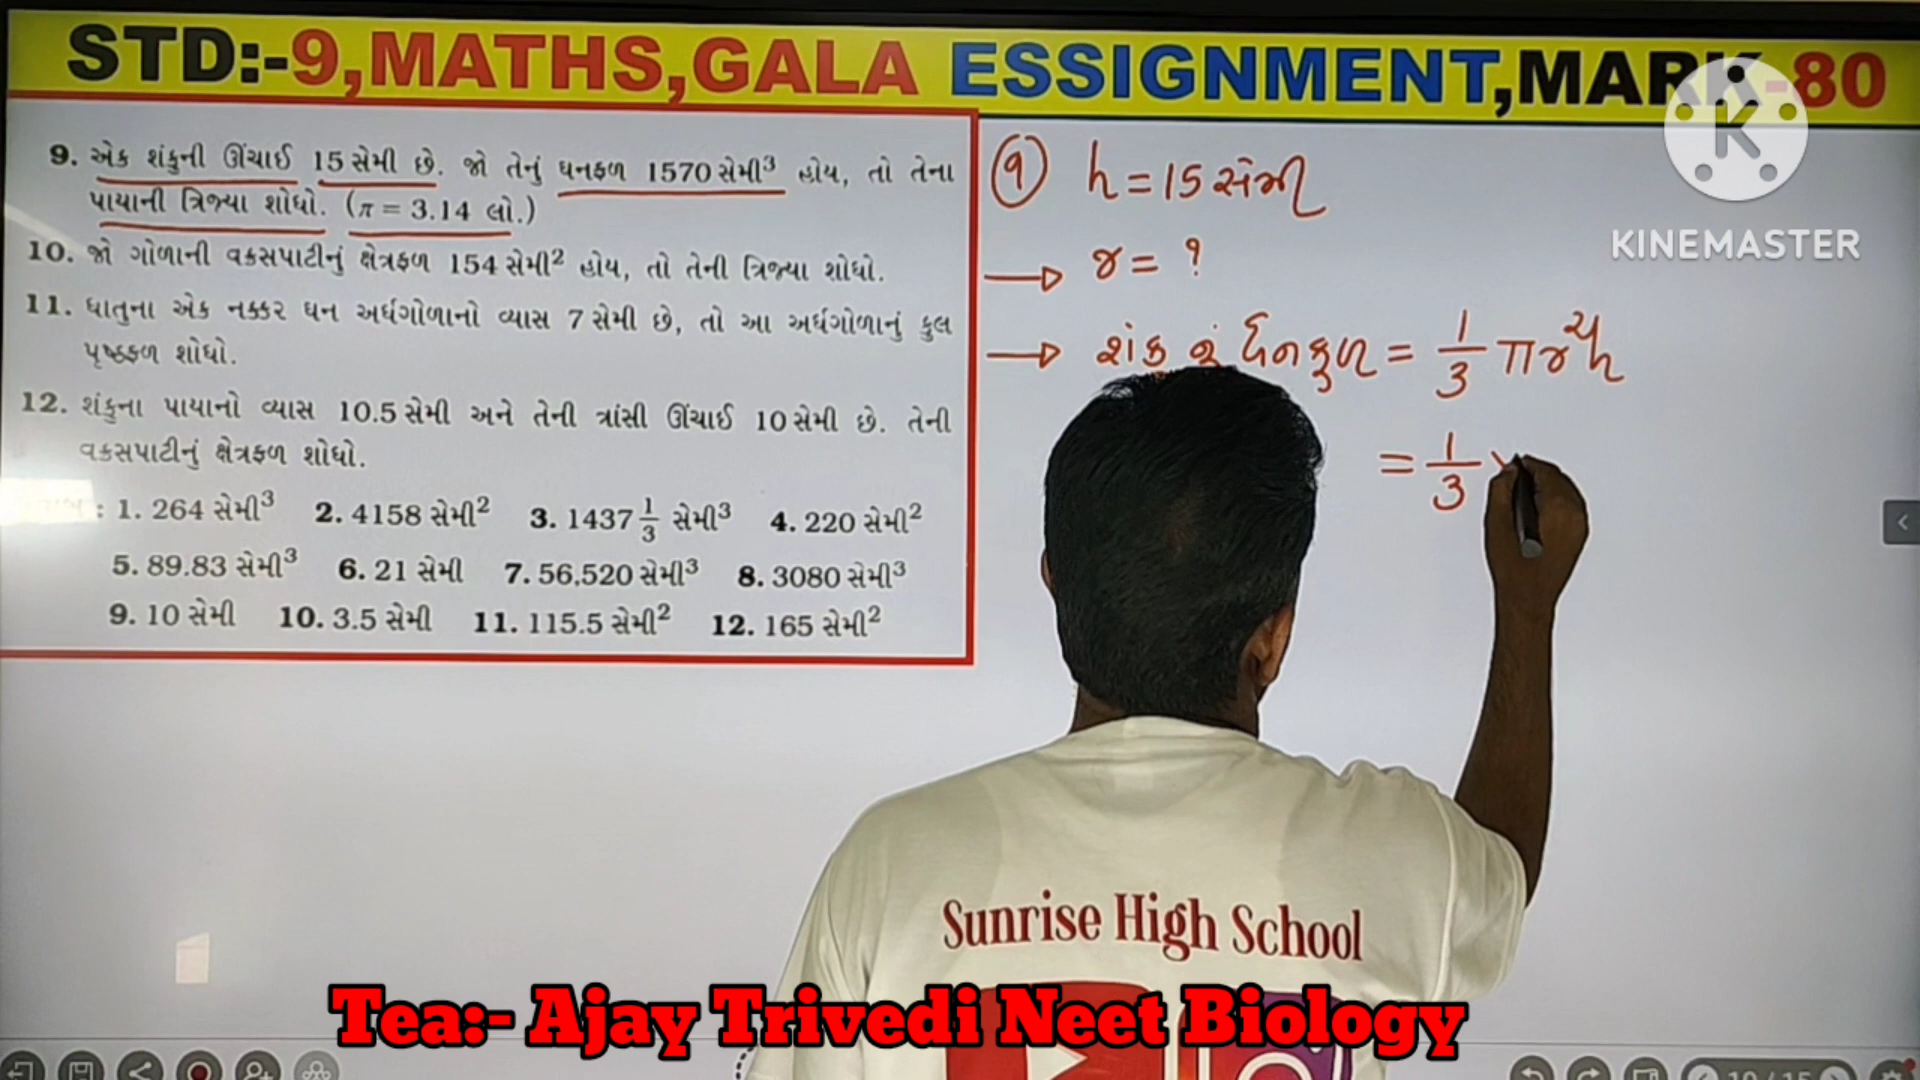 STD:-9,MATHS,GALA ESSIGNMENT,MARK-80
9. એક શંકુની ઊંચાઈ 15 સેમી છે. જો તેનું ઘનફળ 1570 સેમી³ હોય, તો તેના
પાયાની ત્રિજ્યા શોધો. (π = 3.14 લો.)
10. જો ગોળાની વક્રસપાટીનું ક્ષેત્રફળ 154 સેમી² હોય, તો તેની ત્રિજ્યા શોધો.
11. ધાતુના એક નક્કર ઘન અર્ધગોળાનો વ્યાસ 7 સેમી છે, તો આ અર્ધગોળાનું કુલ
પૃષ્ઠફળ શોધો.
12. શંકુના પાયાનો વ્યાસ 10.5 સેમી અને તેની ત્રાંસી ઊંચાઈ 10 સેમી છે. તેની
વક્રસપાટીનું ક્ષેત્રફળ શોધો.
: 1. 264 સેમી³ 2. 4158 સેમી² 3. 1437 1/3 સેમી³ 4. 220 સેમી²
5. 89.83 સેમી³ 6. 21 સેમી 7. 56,520 સેમી³ 8. 3080 સેમી³
9. 10 સેમી 10. 3.5 સેમી 11. 115.5 સેમી² 12. 165 સેમી²
૧ h = 15 સેમી
r = ?
શંકુનું ઘનફળ = 1/3 πr²h
= 1/3 ×
K
KINEMASTER
Sunrise High School
Tea:- Ajay Trivedi Neet Biology
10 / 15